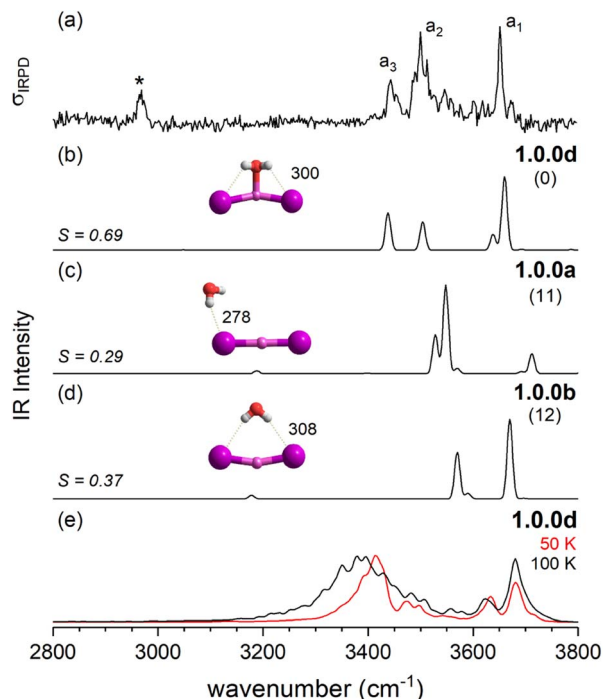 (a)
a₁
a₂
a₃
*
σIRPD
(b)
1.0.0d
(0)
300
S = 0.69
(c)
1.0.0a
(11)
278
S = 0.29
(d)
1.0.0b
(12)
308
S = 0.37
(e)
1.0.0d
50 K
100 K
IR Intensity
2800 3000 3200 3400 3600 3800
wavenumber (cm⁻¹)